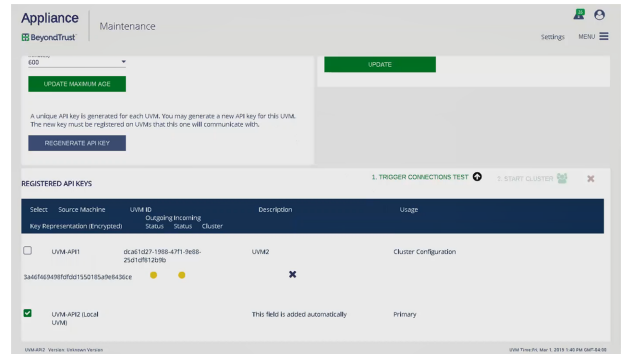 Appliance
BeyondTrust
Maintenance
Settings MENU
600
UPDATE MAXIMUM AGE
UPDATE
A unique API key is generated for each UVM. You may generate a new API key for this UVM.
The new key must be registered on UVMs that this one will communicate with.
REGENERATE API KEY
REGISTERED API KEYS
1. TRIGGER CONNECTIONS TEST
START CLUSTER
Select Source Machine UVM ID Description Usage
Outgoing Incoming
Key Representation (Encrypted) Status Status Cluster
UVM-API1 dca61d27-1988-47f1-9e88- UVM2 Cluster Configuration
25d1df812b9b
3a46f469498fdfdd1550185a9e8436ce
UVM-API2 (Local This field is added automatically Primary
UVM)
UVM-API2 Version: Unknown Version
UVM Time:Fri, Mar 1, 2019 1:40 PM GMT-04:00